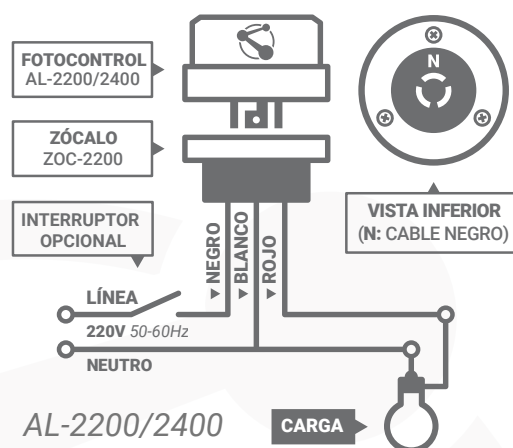 FOTOCONTROL
AL-2200/2400
N
ZÓCALO
ZOC-2200
VISTA INFERIOR
(N: CABLE NEGRO)
INTERRUPTOR
OPCIONAL
NEGRO
BLANCO
ROJO
LÍNEA
220V 50-60Hz
NEUTRO
AL-2200/2400
CARGA